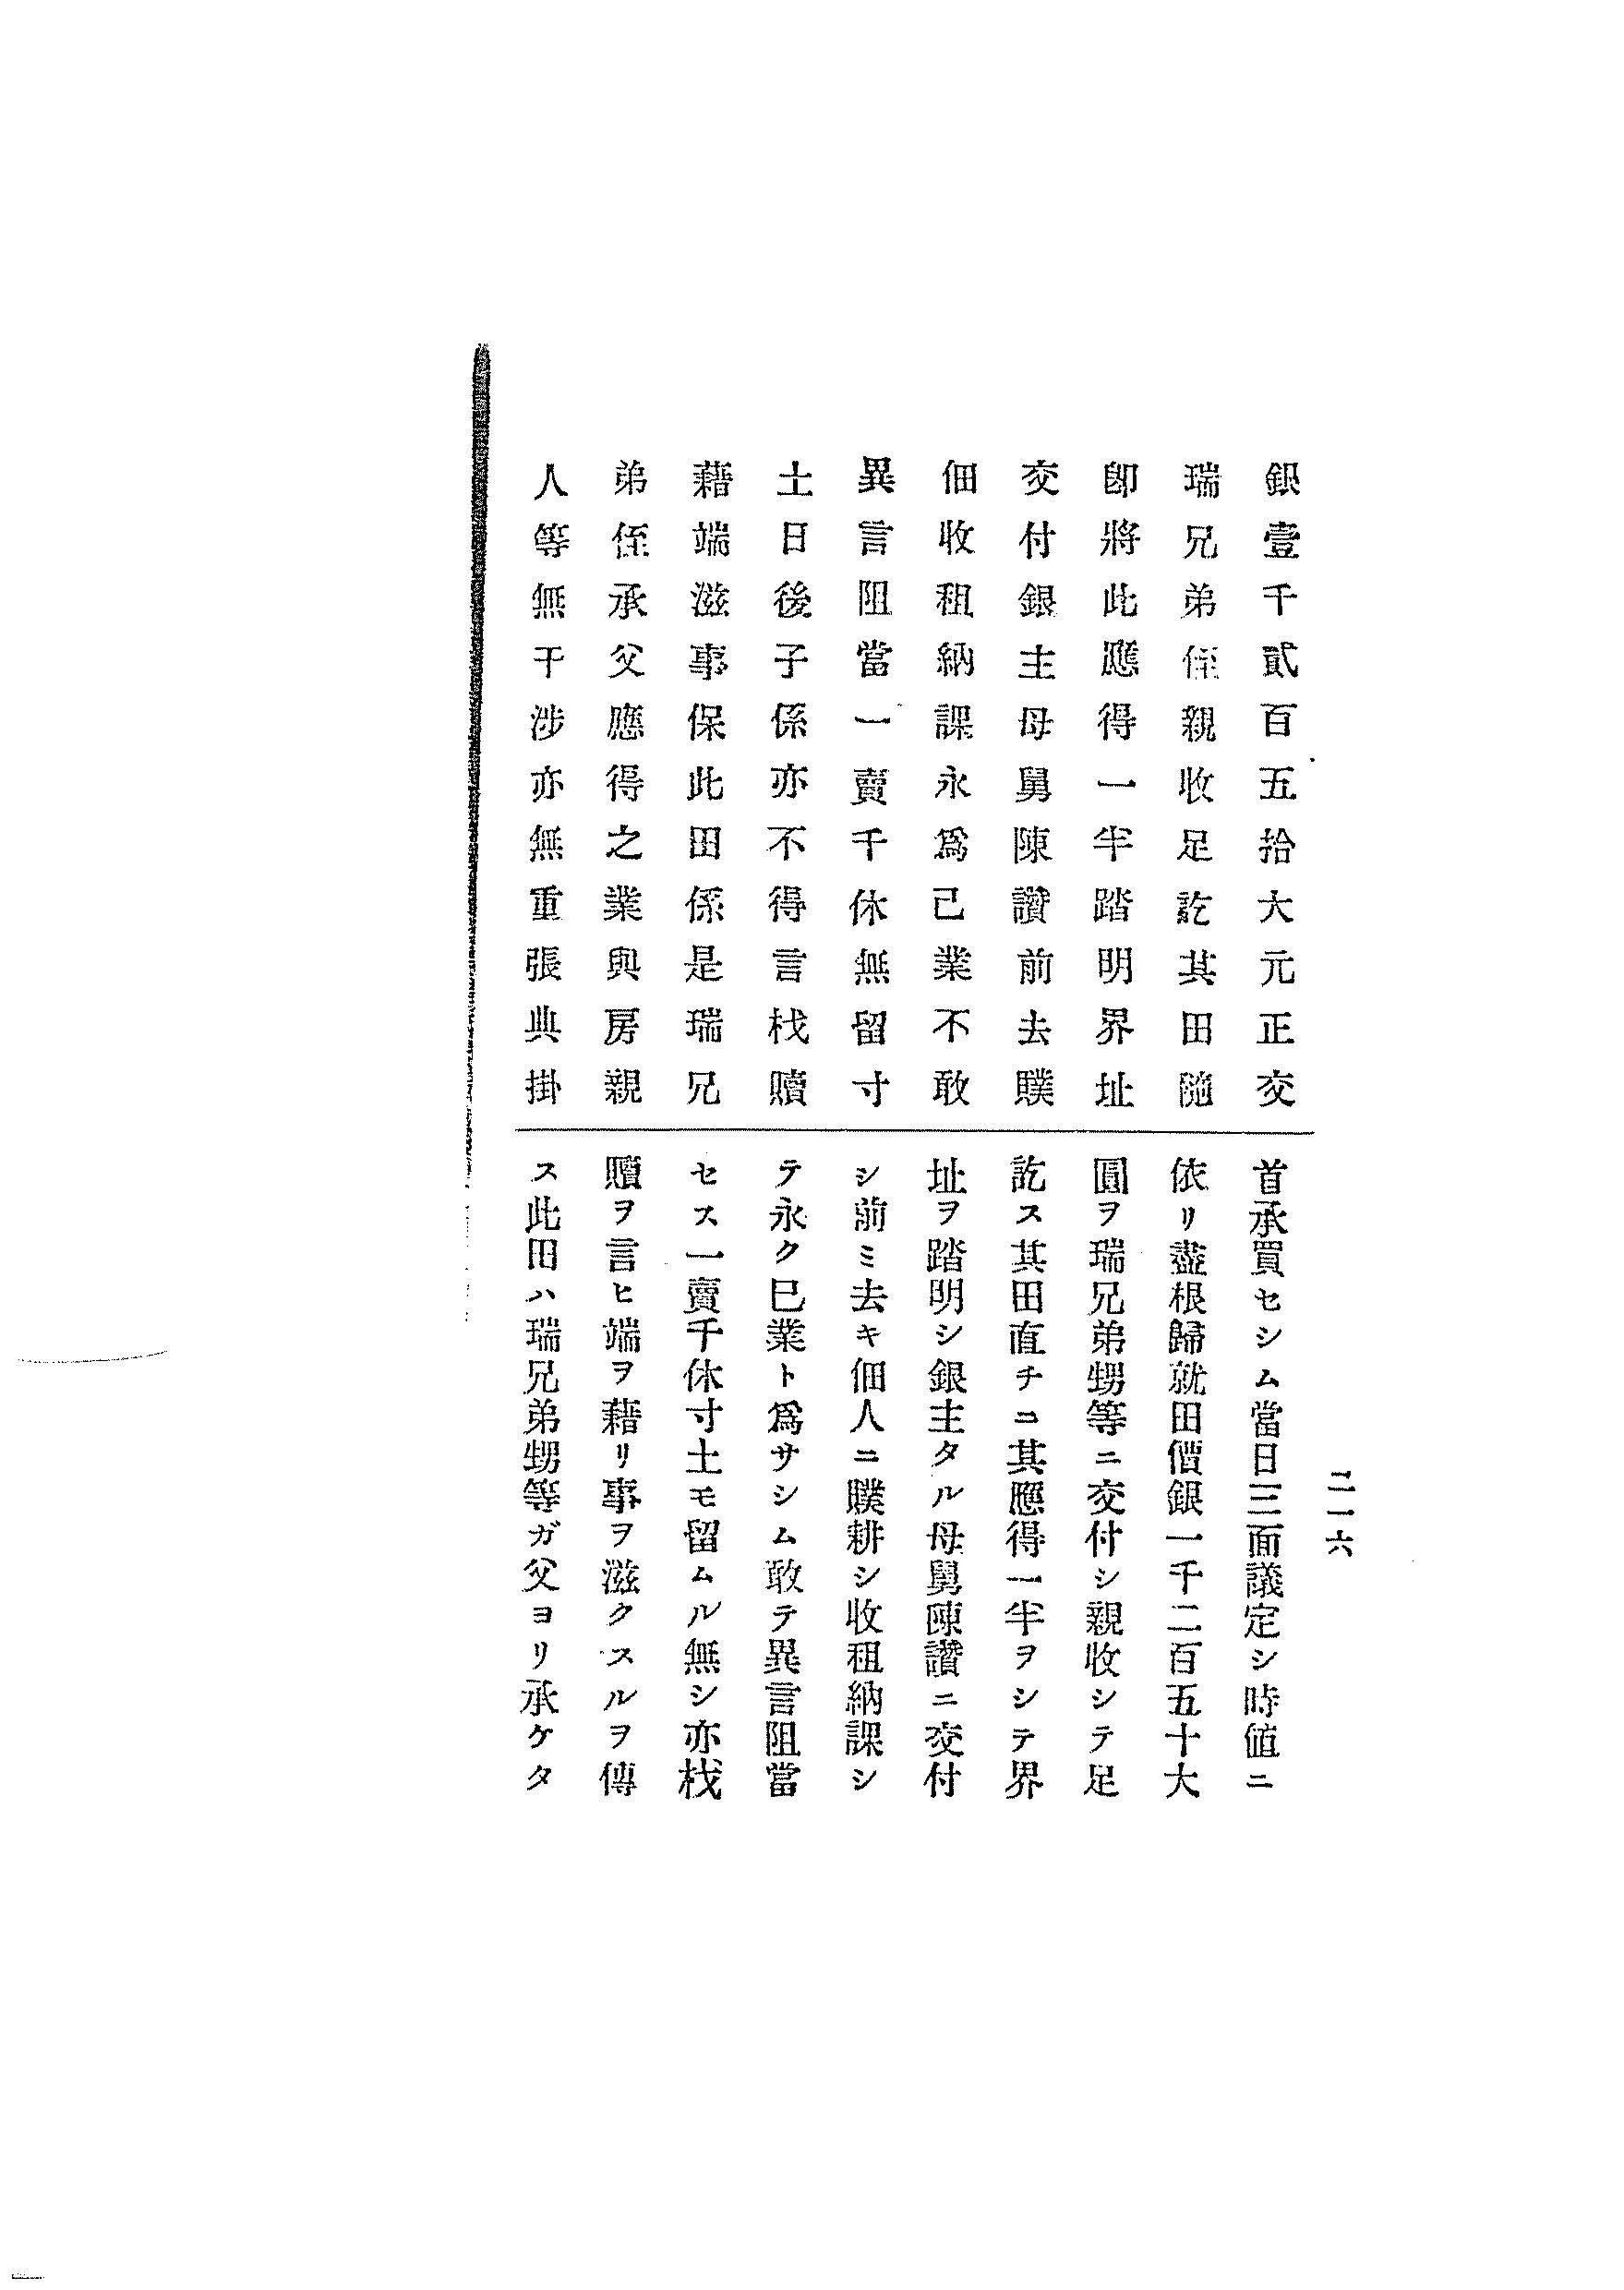 二一六
銀壹千貳百五拾大元正交
瑞兄弟侄親收足訖其田隨
卽將此應得一半踏明界址
交付銀主母舅陳讚前去贌
佃收租納課永爲己業不敢
異言阻當一賣千休無留寸
土日後子係亦不得言找贖
藉端滋事保此田係是瑞兄
弟侄承父應得之業與房親
人等無干涉亦無重張典掛
首承買セシム當日三面議定シ時値ニ
依リ盡根歸就田價銀一千二百五十大
圓ヲ瑞兄弟甥等ニ交付シ親收シテ足
訖ス其田直チニ其應得一半ヲシテ界
址ヲ踏明シ銀主タル母舅陳讚ニ交付
シ前ミ去キ佃人ニ贌耕シ收租納課シ
テ永ク巳業ト爲サシム敢テ異言阻當
セス一賣千休寸土モ留ムル無シ亦找
贖ヲ言ヒ端ヲ藉リ事ヲ滋クスルヲ傳
ス此田ハ瑞兄弟甥等ガ父ヨリ承ケタ